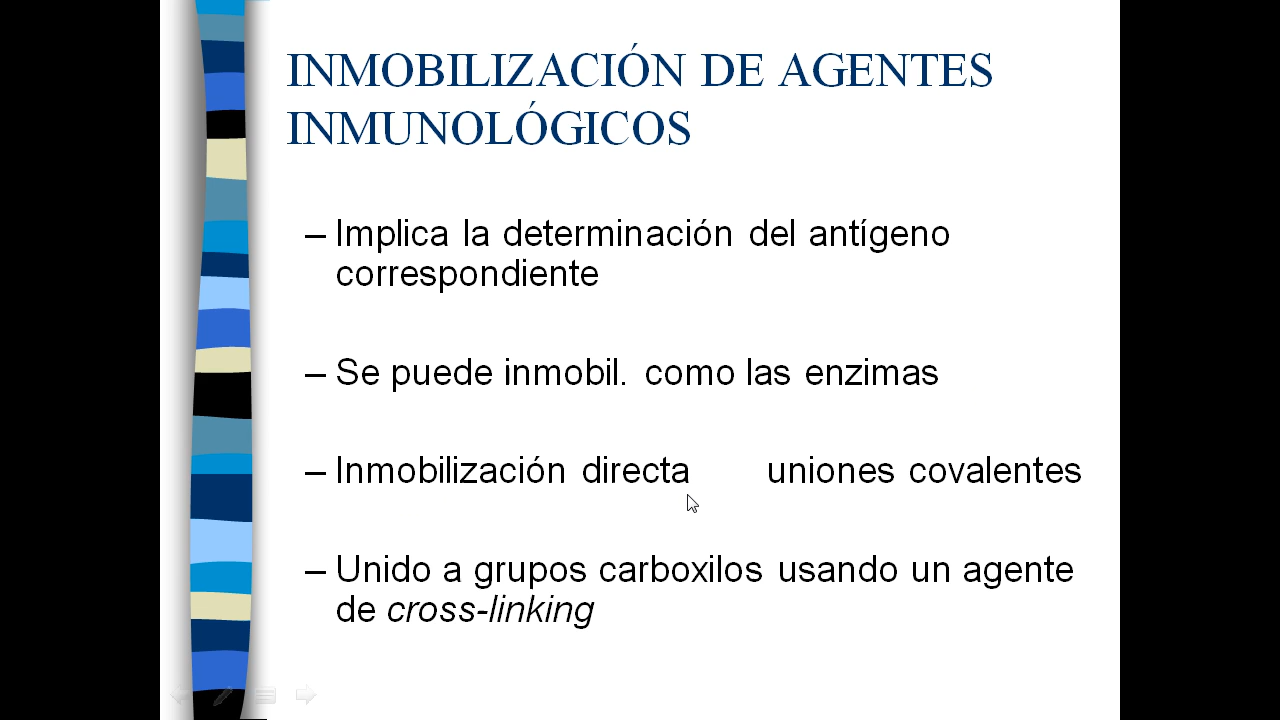 INMOBILIZACIÓN DE AGENTES
INMUNOLÓGICOS
– Implica la determinación del antígeno
correspondiente
– Se puede inmobil. como las enzimas
– Inmobilización directa uniones covalentes
– Unido a grupos carboxilos usando un agente
de cross-linking